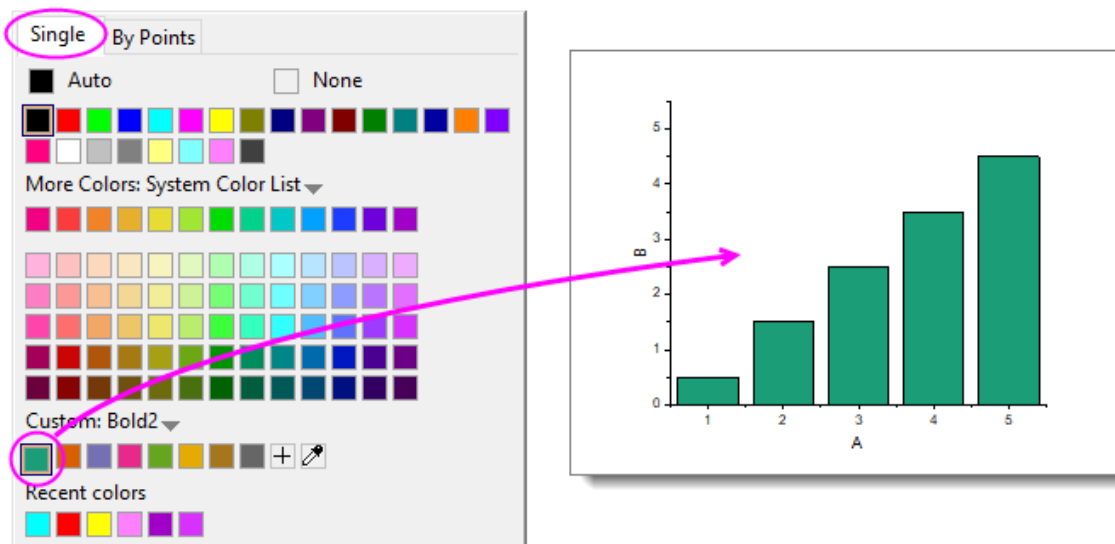 Single By Points
Auto None
More Colors: System Color List
Custom: Bold2
Recent colors
5
4
3
2
1
0
B
1 2 3 4 5
A